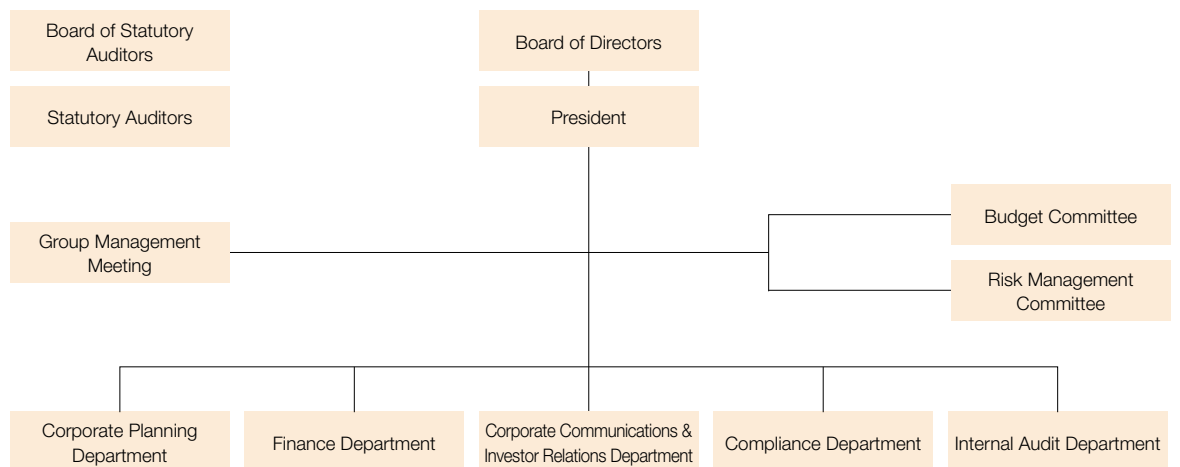 Board of Statutory
Auditors
Board of Directors
Statutory Auditors
President
Budget Committee
Group Management
Meeting
Risk Management
Committee
Corporate Planning
Department
Finance Department
Corporate Communications &
Investor Relations Department
Compliance Department
Internal Audit Department